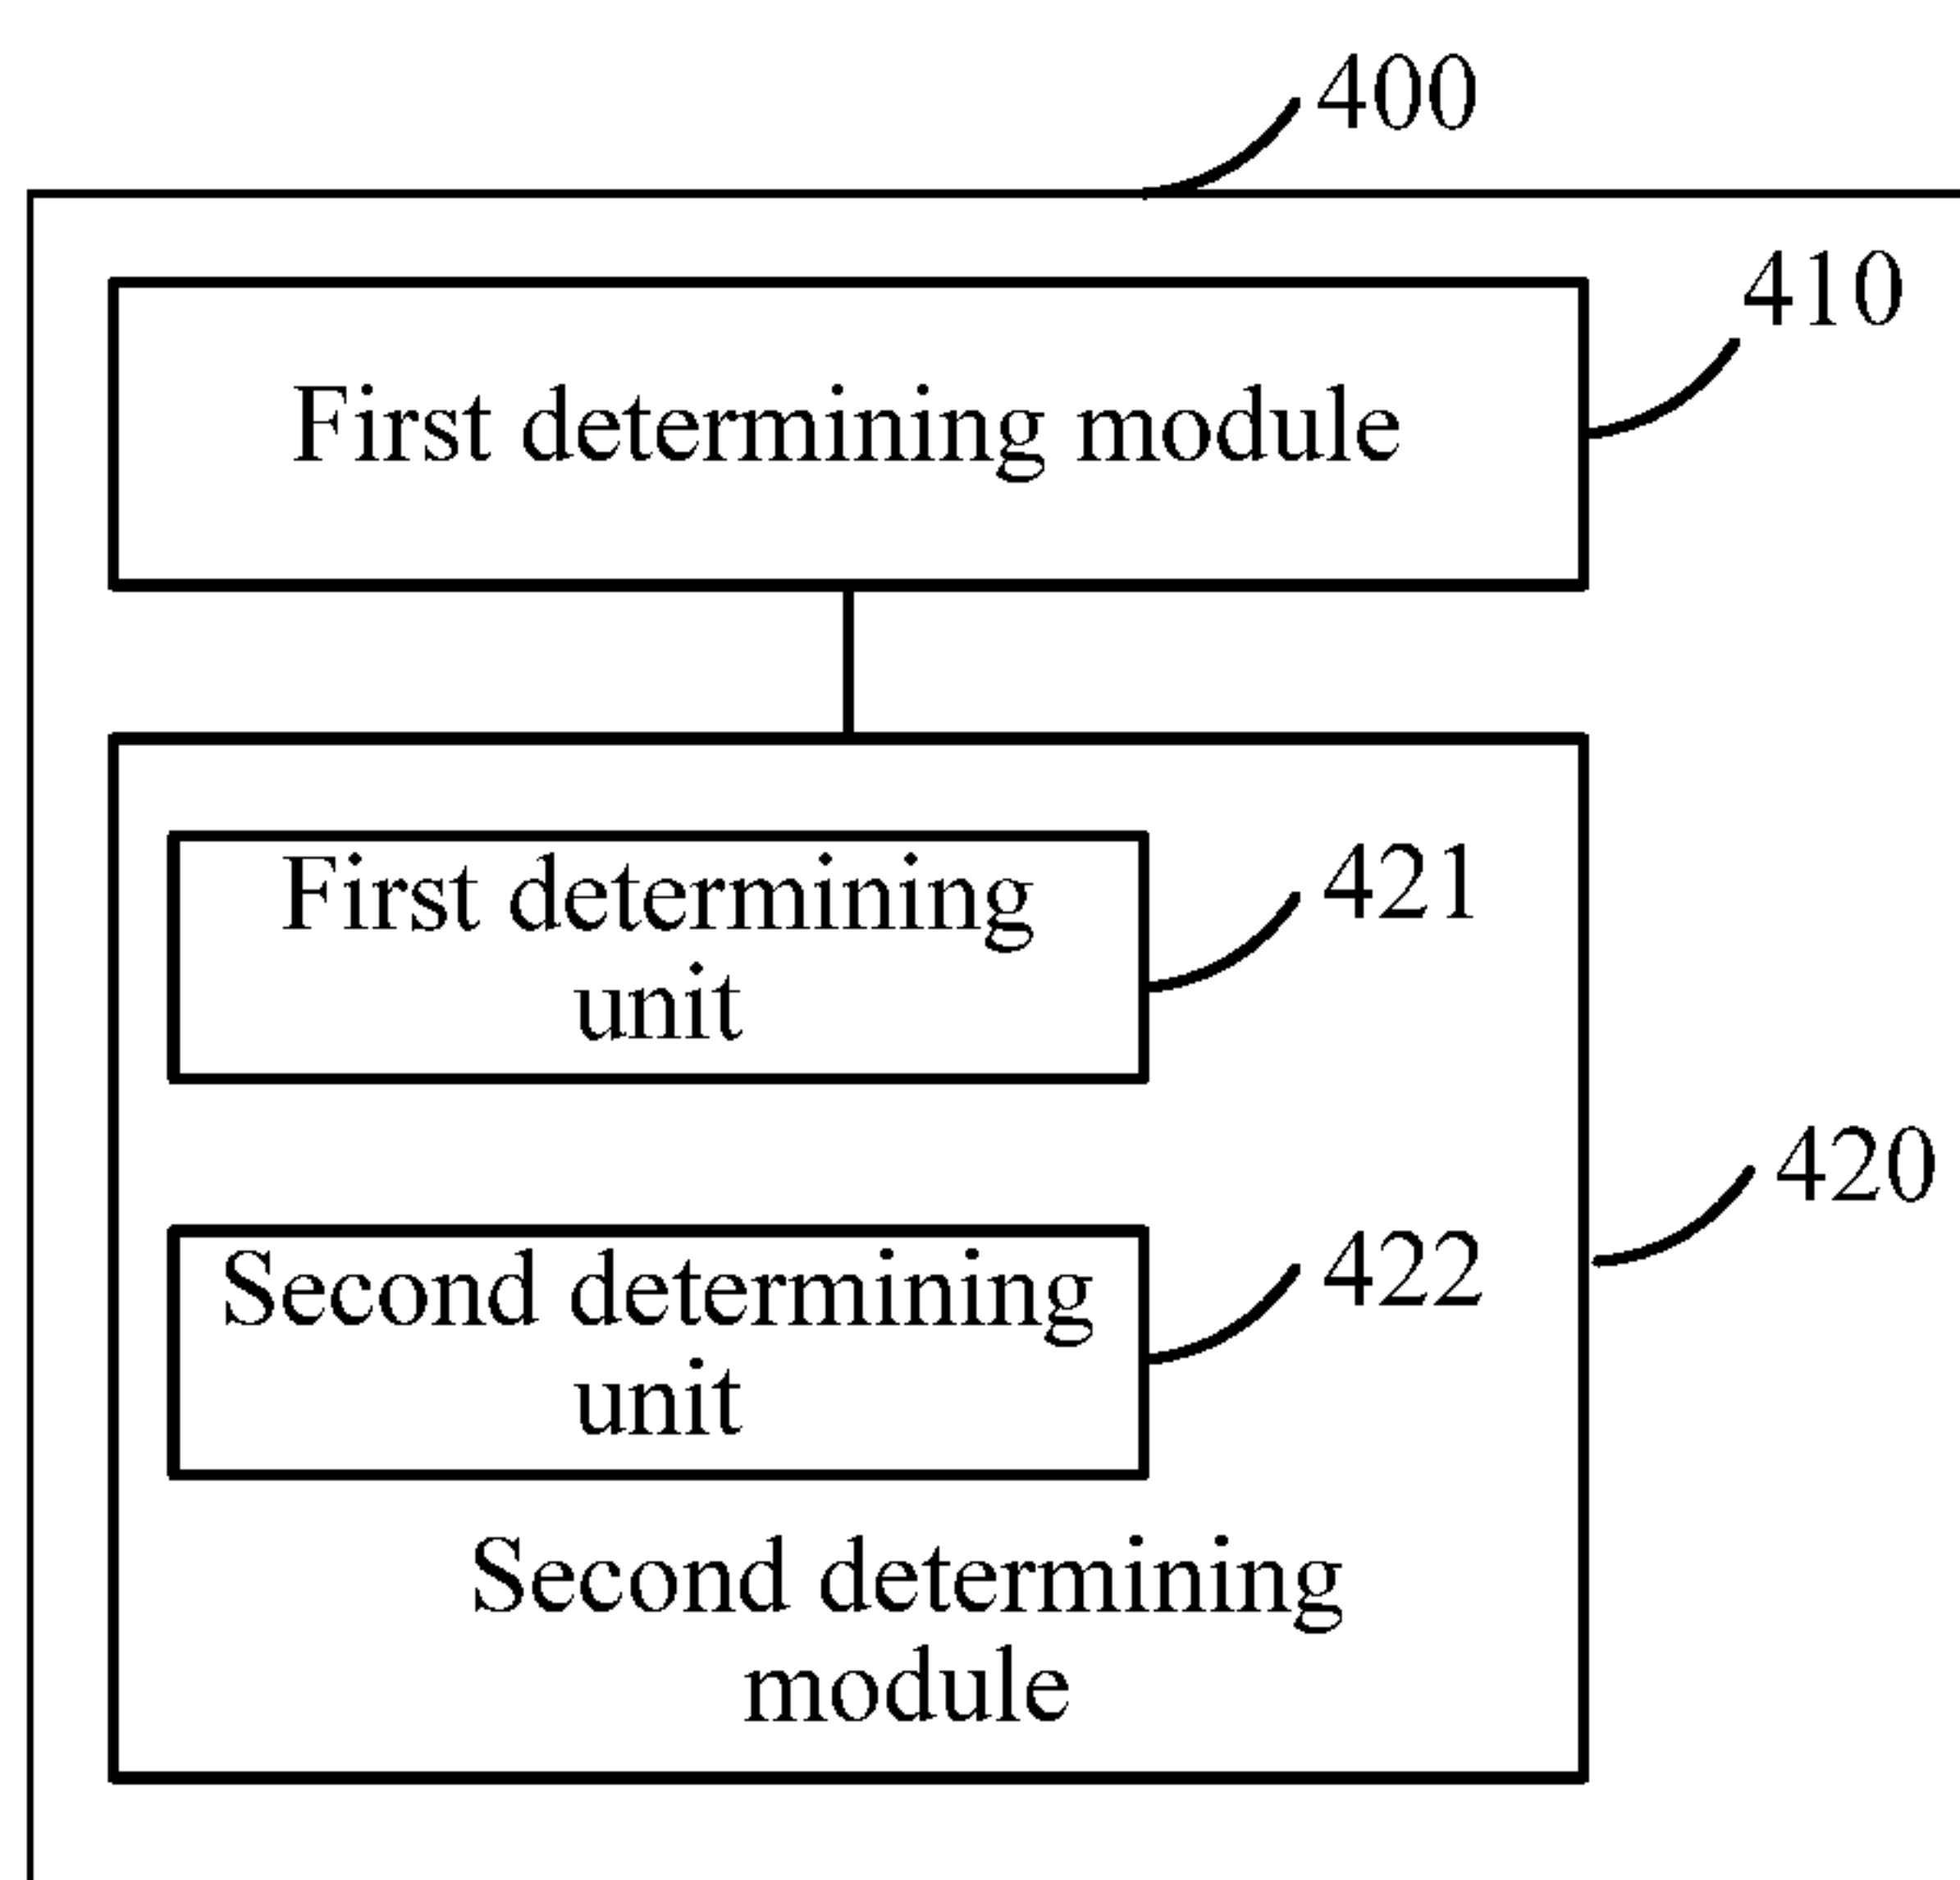 400
410
First determining module
First determining
unit
421
420
Second determining
unit
422
Second determining
module